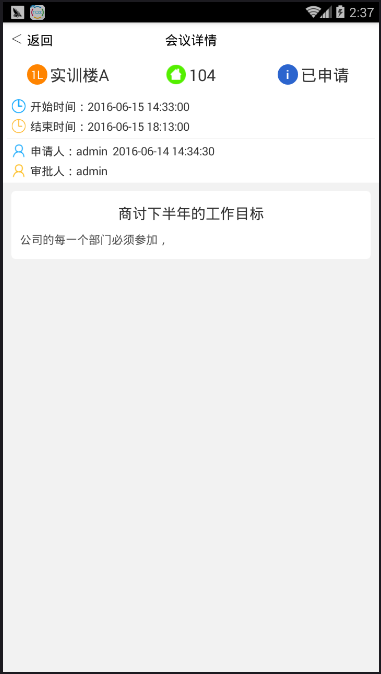 2:37
< 返回 会议详情
1L 实训楼A 104 i 已申请
开始时间：2016-06-15 14:33:00
结束时间：2016-06-15 18:13:00
申请人：admin 2016-06-14 14:34:30
审批人：admin
商讨下半年的工作目标
公司的每一个部门必须参加，